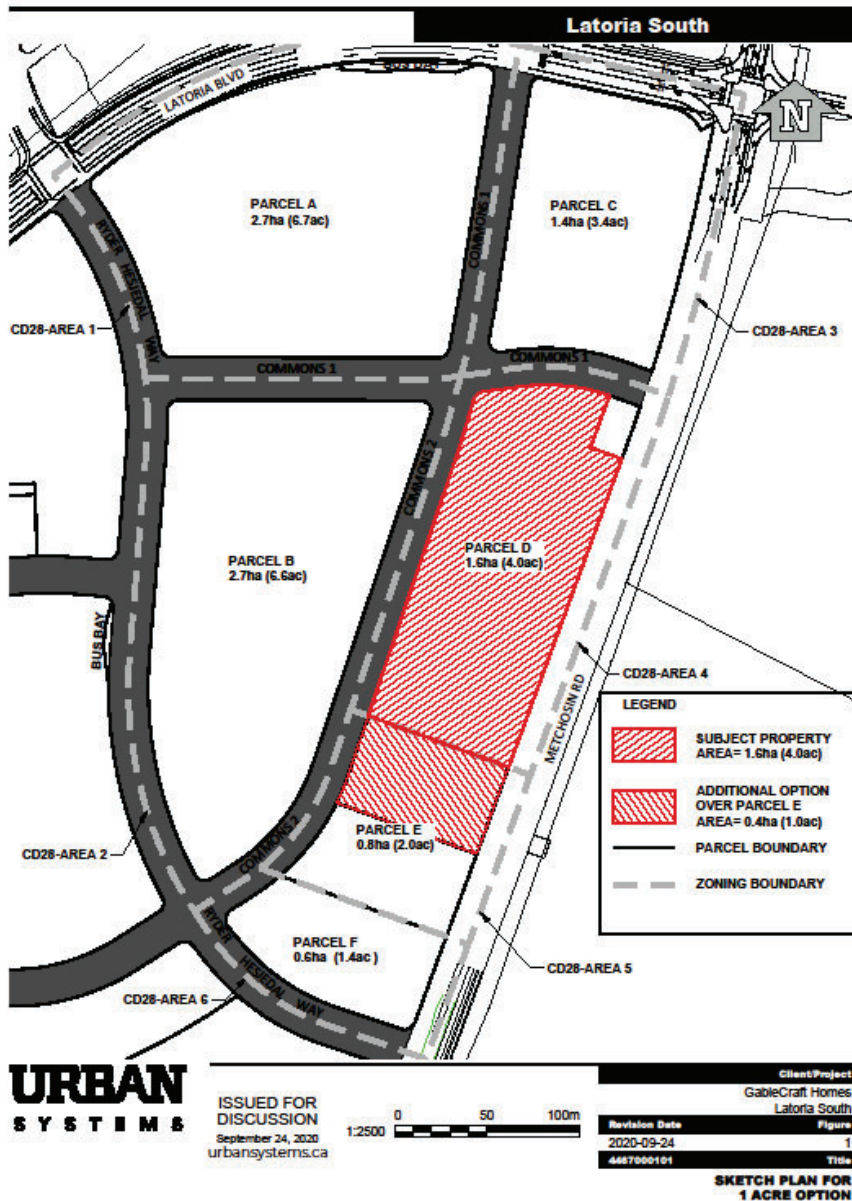 Latoria South
BUS BAY
LATORIA BLVD
N
PARCEL A
2.7ha (6.7ac)
PARCEL C
1.4ha (3.4ac)
COMMONS 1
RYDER HESJEDAL WAY
CD28-AREA 1
CD28-AREA 3
COMMONS 1
COMMONS 1
COMMONS 2
PARCEL D
1.6ha (4.0ac)
PARCEL B
2.7ha (6.6ac)
BUS BAY
CD28-AREA 4
METCHOSIN RD
LEGEND
SUBJECT PROPERTY
AREA= 1.6ha (4.0ac)
ADDITIONAL OPTION
OVER PARCEL E
AREA= 0.4ha (1.0ac)
PARCEL BOUNDARY
ZONING BOUNDARY
PARCEL E
0.8ha (2.0ac)
COMMONS 2
CD28-AREA 2
PARCEL F
0.6ha (1.4ac )
RYDER HESJEDAL WAY
CD28-AREA 5
CD28-AREA 6
URBAN
SYSTEMS
ISSUED FOR
DISCUSSION
September 24, 2020
urbansystems.ca
1:2500
0 50 100m
Client/Project
GableCraft Homes
Latoria South
Revision Date Figure
2020-09-24 1
4467000101 Title
SKETCH PLAN FOR
1 ACRE OPTION